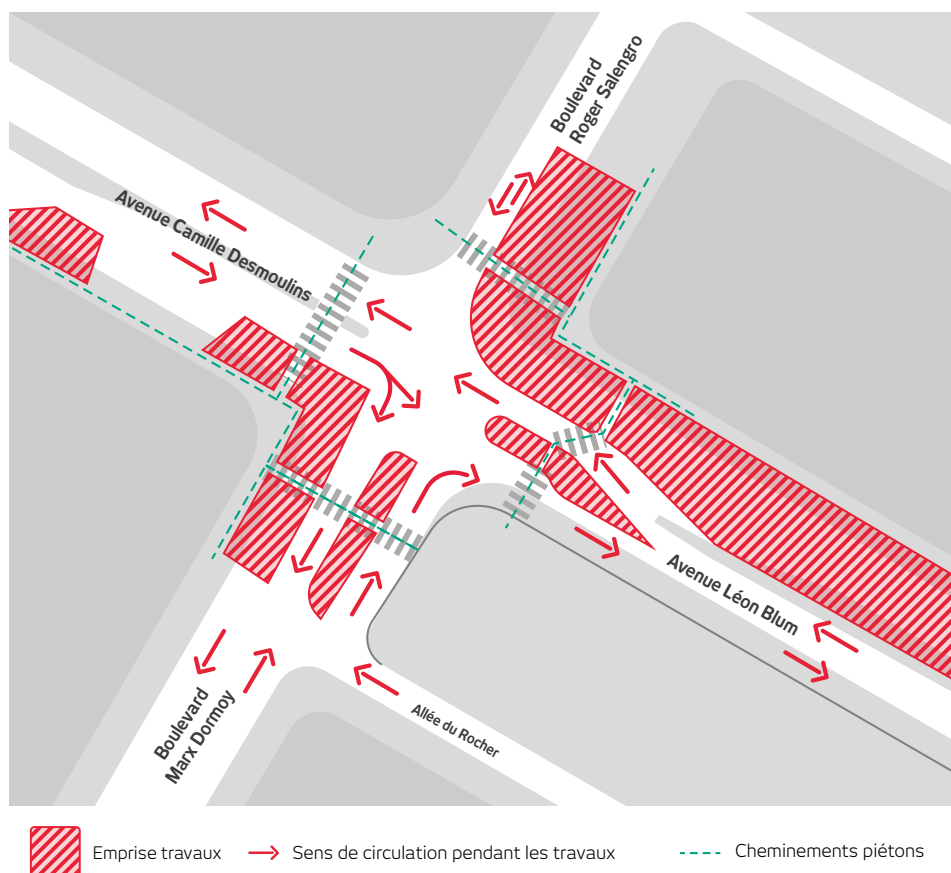 Boulevard
Roger Salengro
Avenue Camille Desmoulins
Avenue Léon Blum
Boulevard
Marx Dormoy
Allée du Rocher
Emprise travaux
Sens de circulation pendant les travaux
Cheminements piétons